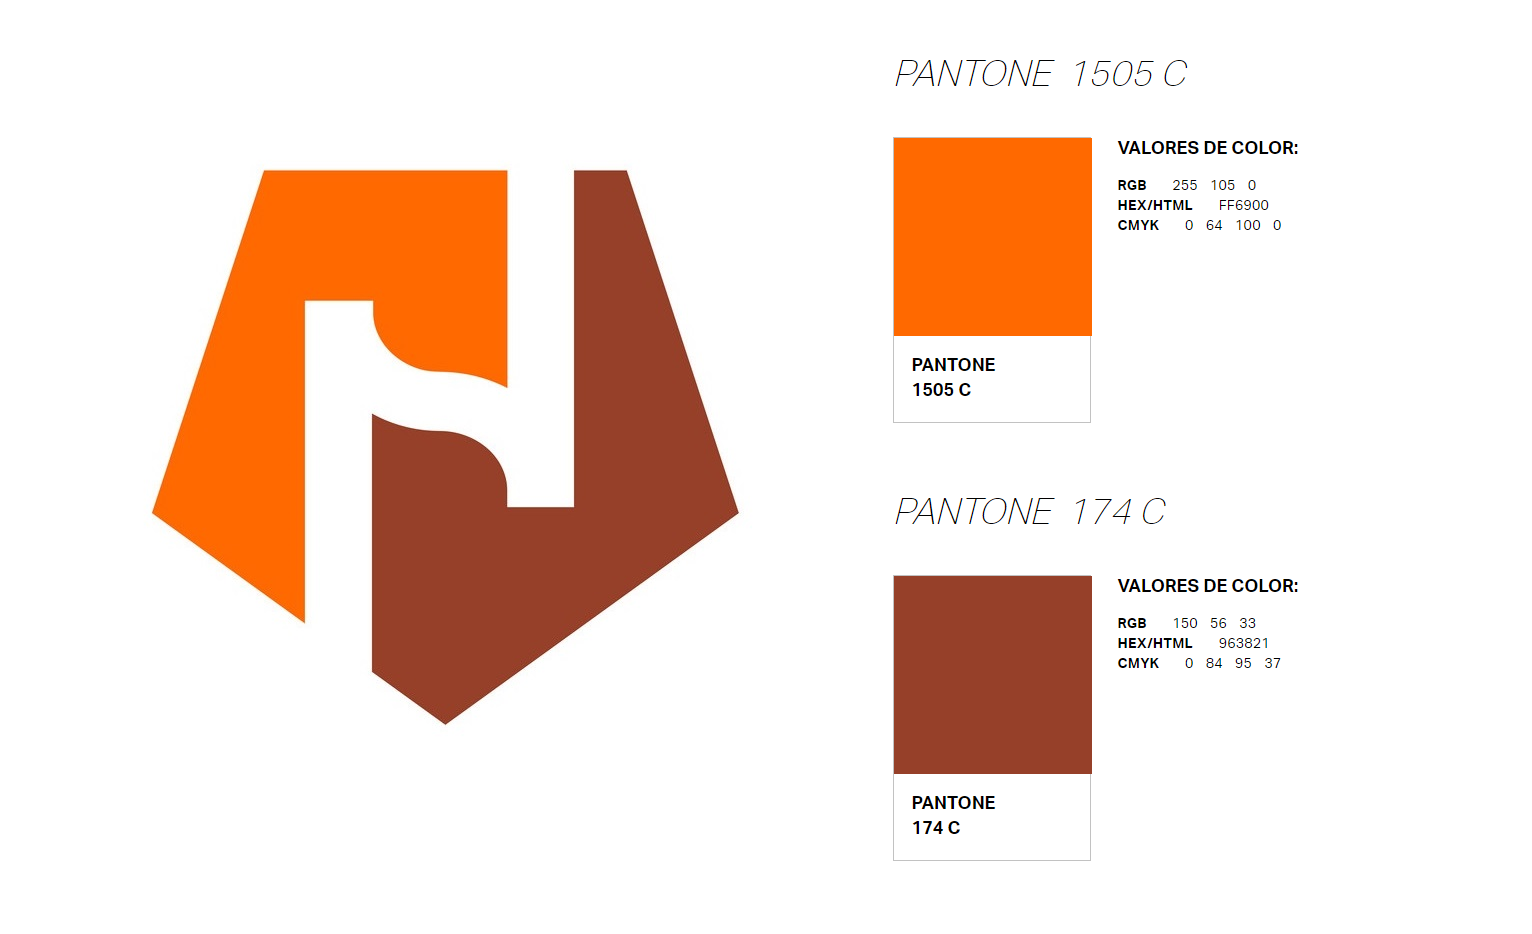 PANTONE 1505 C
VALORES DE COLOR:
RGB 255 105 0
HEX/HTML FF6900
CMYK 0 64 100 0
PANTONE
1505 C
PANTONE 174 C
VALORES DE COLOR:
RGB 150 56 33
HEX/HTML 963821
CMYK 0 84 95 37
PANTONE
174 C